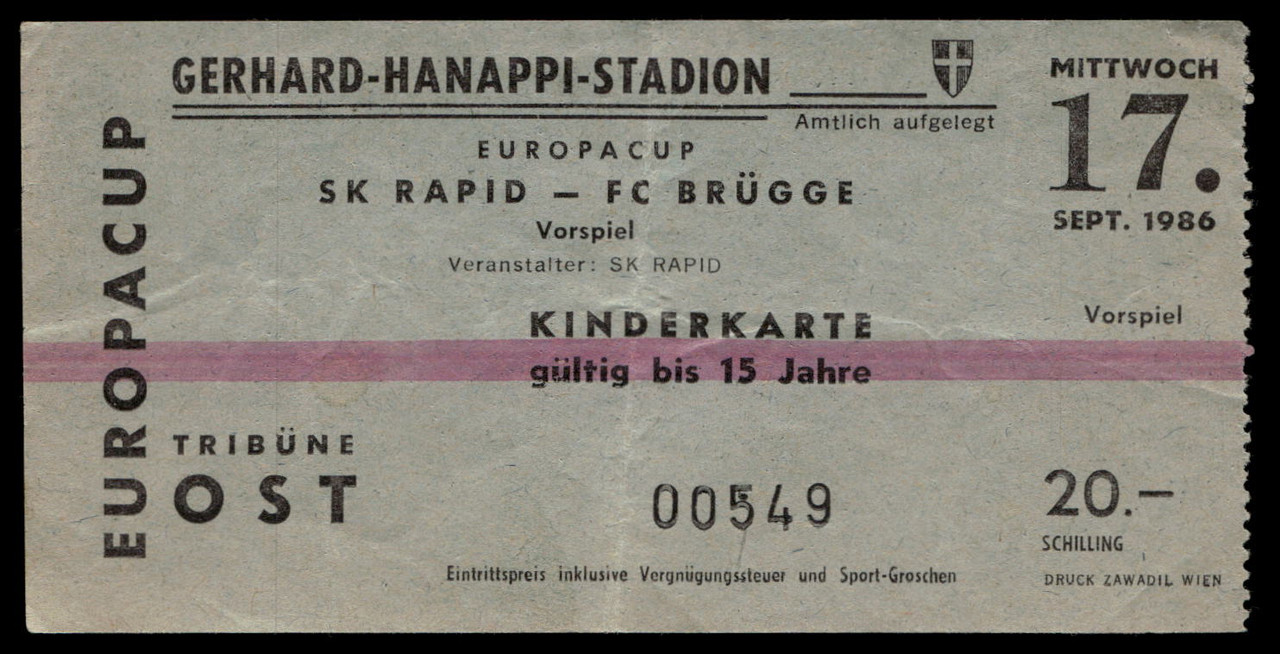 EUROPACUP
GERHARD-HANAPPI-STADION
Amtlich aufgelegt
EUROPACUP
SK RAPID – FC BRÜGGE
Vorspiel
Veranstalter: SK RAPID
KINDERKARTE
gültig bis 15 Jahre
TRIBÜNE
OST
00549
Eintrittspreis inklusive Vergnügungssteuer und Sport-Groschen
MITTWOCH
17.
SEPT. 1986
Vorspiel
20.–
SCHILLING
DRUCK ZAWADIL WIEN